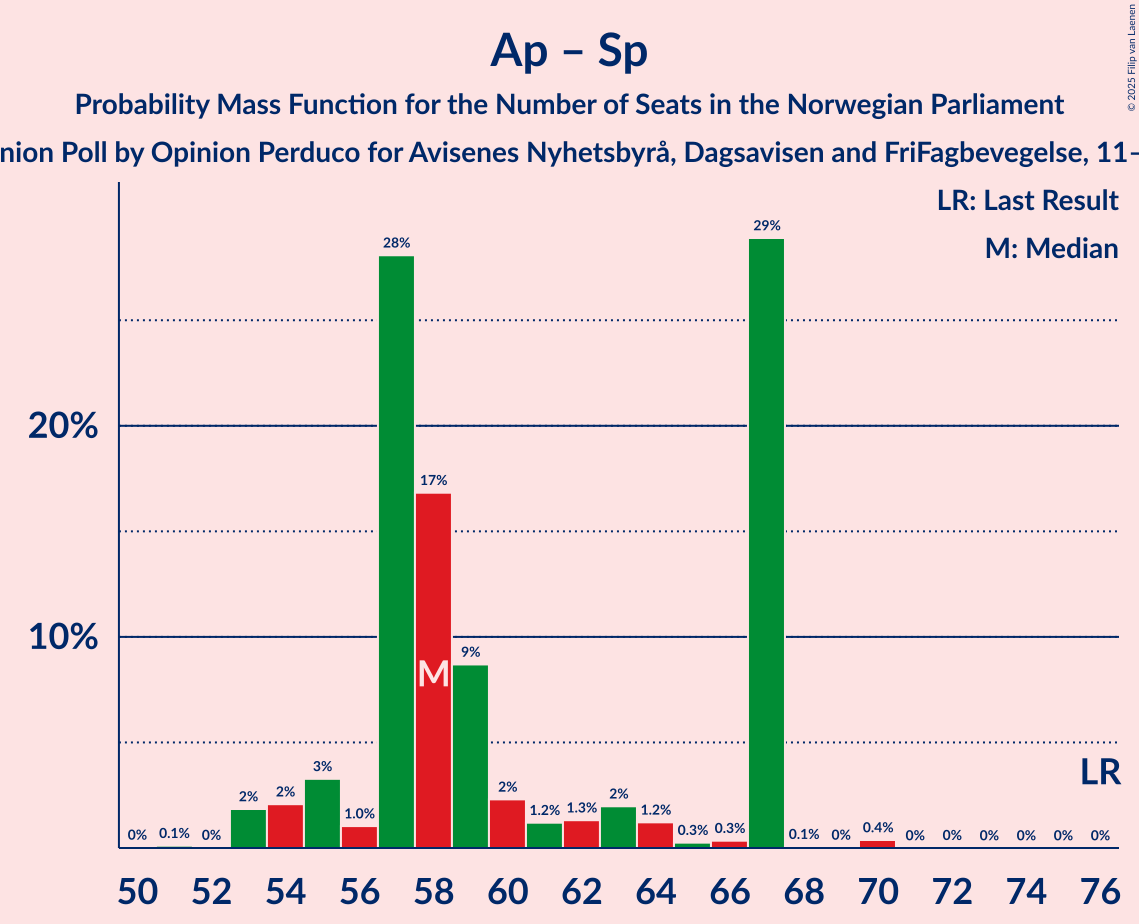 © 2025 Filip van Laenen
Ap – Sp
Probability Mass Function for the Number of Seats in the Norwegian Parliament
nion Poll by Opinion Perduco for Avisenes Nyhetsbyrå, Dagsavisen and FriFagbevegelse, 11–
LR: Last Result
M: Median
29%
28%
20%
17%
10%
9%
M
LR
0% 0.1% 0% 2% 2% 3% 1.0% 2% 1.2% 1.3% 2% 1.2% 0.3% 0.3% 0.1% 0% 0.4% 0% 0% 0% 0% 0% 0%
50 52 54 56 58 60 62 64 66 68 70 72 74 76